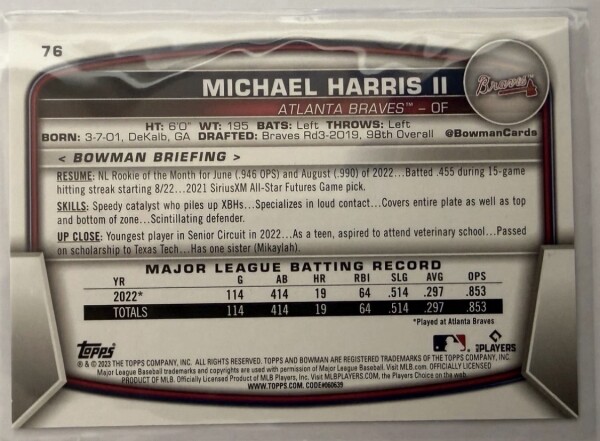 76
MICHAEL HARRIS II
Braves
ATLANTA BRAVES™ – OF
HT: 6'0" WT: 195 BATS: Left THROWS: Left
BORN: 3-7-01, DeKalb, GA DRAFTED: Braves Rd3-2019, 98th Overall @BowmanCards
< BOWMAN BRIEFING >
RESUME: NL Rookie of the Month for June (.946 OPS) and August (.990) of 2022...Batted .455 during 15-game
hitting streak starting 8/22...2021 SiriusXM All-Star Futures Game pick.
SKILLS: Speedy catalyst who piles up XBHs...Specializes in loud contact...Covers entire plate as well as top
and bottom of zone...Scintillating defender.
UP CLOSE: Youngest player in Senior Circuit in 2022...As a teen, aspired to attend veterinary school...Passed
on scholarship to Texas Tech...Has one sister (Mikaylah).
MAJOR LEAGUE BATTING RECORD
YR G AB HR RBI SLG AVG OPS
2022* 114 414 19 64 .514 .297 .853
TOTALS 114 414 19 64 .514 .297 .853
*Played at Atlanta Braves
Topps
PLAYERS
® & © 2023 THE TOPPS COMPANY, INC. ALL RIGHTS RESERVED. TOPPS AND BOWMAN ARE REGISTERED TRADEMARKS OF THE TOPPS COMPANY, INC.
Major League Baseball trademarks and copyrights are used with permission of Major League Baseball. Visit MLB.com. OFFICIALLY LICENSED
PRODUCT OF MLB PLAYERS, INC. Officially Licensed Product of MLB Players, Inc. Visit MLBPLAYERS.com, the Players Choice on the web.
WWW.TOPPS.COM. CODE#060639